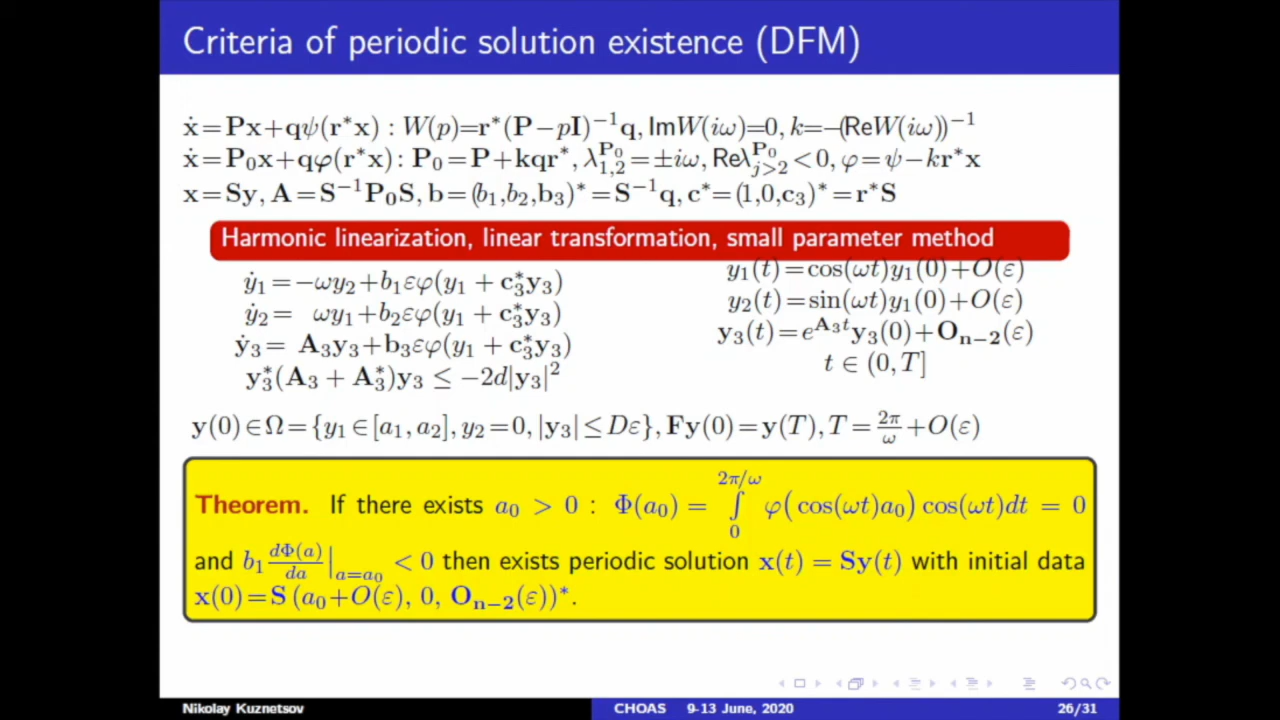 Criteria of periodic solution existence (DFM)
ẋ=Px+qψ(r*x) : W(p)=r*(P−pI)⁻¹q, ImW(iω)=0, k=−(ReW(iω))⁻¹
ẋ=P₀x+qφ(r*x): P₀=P+kqr*, λ₁,₂^P₀=±iω, Reλ_{j>2}^P₀<0, φ=ψ−kr*x
x=Sy, A=S⁻¹P₀S, b=(b₁,b₂,b₃)*=S⁻¹q, c*=(1,0,c₃)*=r*S
Harmonic linearization, linear transformation, small parameter method
ẏ₁=−ωy₂+b₁εφ(y₁ + c₃*y₃)
ẏ₂= ωy₁+b₂εφ(y₁ + c₃*y₃)
ẏ₃= A₃y₃+b₃εφ(y₁ + c₃*y₃)
y₃*(A₃ + A₃*)y₃ ≤ −2d|y₃|²
y₁(t)=cos(ωt)y₁(0)+O(ε)
y₂(t)=sin(ωt)y₁(0)+O(ε)
y₃(t)=e^{A₃t}y₃(0)+O_{n−2}(ε)
t ∈ (0, T]
y(0)∈Ω={y₁∈[a₁, a₂], y₂=0, |y₃|≤Dε}, Fy(0)=y(T), T=2π/ω+O(ε)
Theorem. If there exists a₀ > 0 : Φ(a₀) = ∫₀^{2π/ω} φ(cos(ωt)a₀) cos(ωt)dt = 0
and b₁ dΦ(a)/da |_{a=a₀} < 0 then exists periodic solution x(t) = Sy(t) with initial data
x(0)=S (a₀+O(ε), 0, O_{n−2}(ε))*.
Nikolay Kuznetsov CHOAS 9-13 June, 2020 26/31